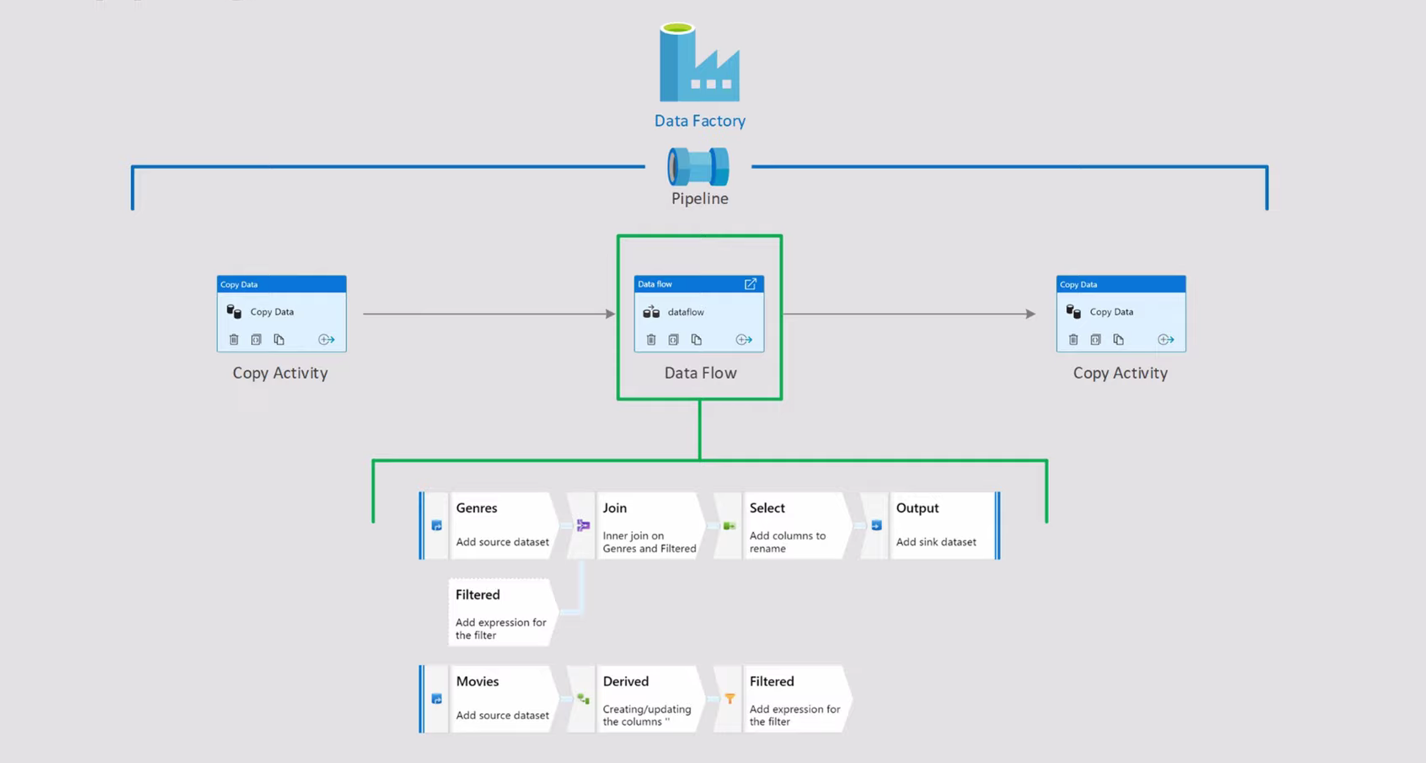 Data Factory
Pipeline
Copy Data
Copy Data
Copy Activity
Data flow
dataflow
Data Flow
Copy Data
Copy Data
Copy Activity
Genres
Add source dataset
Join
Inner join on
Genres and Filtered
Select
Add columns to
rename
Output
Add sink dataset
Filtered
Add expression for
the filter
Movies
Add source dataset
Derived
Creating/updating
the columns ''
Filtered
Add expression for
the filter